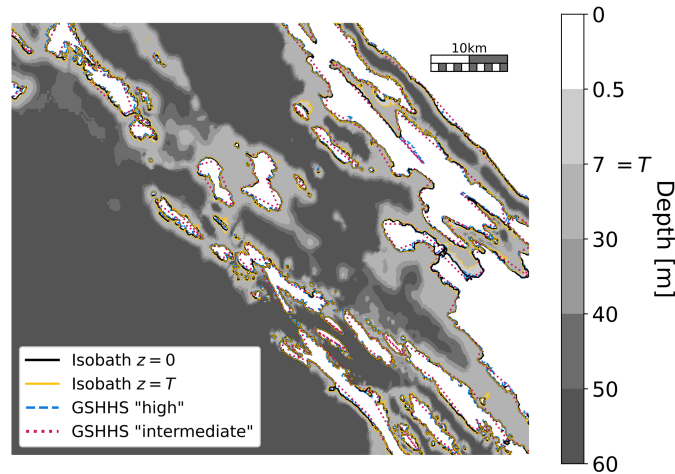 10km
0
0.5
7 = T
30
40
50
60
Depth [m]
Isobath z = 0
Isobath z = T
GSHHS "high"
GSHHS "intermediate"